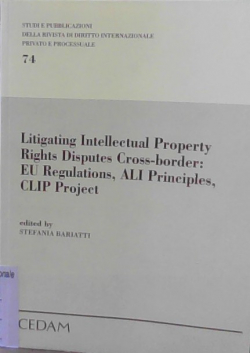 STUDI E PUBBLICAZIONI
DELLA RIVISTA DI DIRITTO INTERNAZIONALE
PRIVATO E PROCESSUALE
74
Litigating Intellectual Property
Rights Disputes Cross-border:
EU Regulations, ALI Principles,
CLIP Project
edited by
STEFANIA BARIATTI
CEDAM